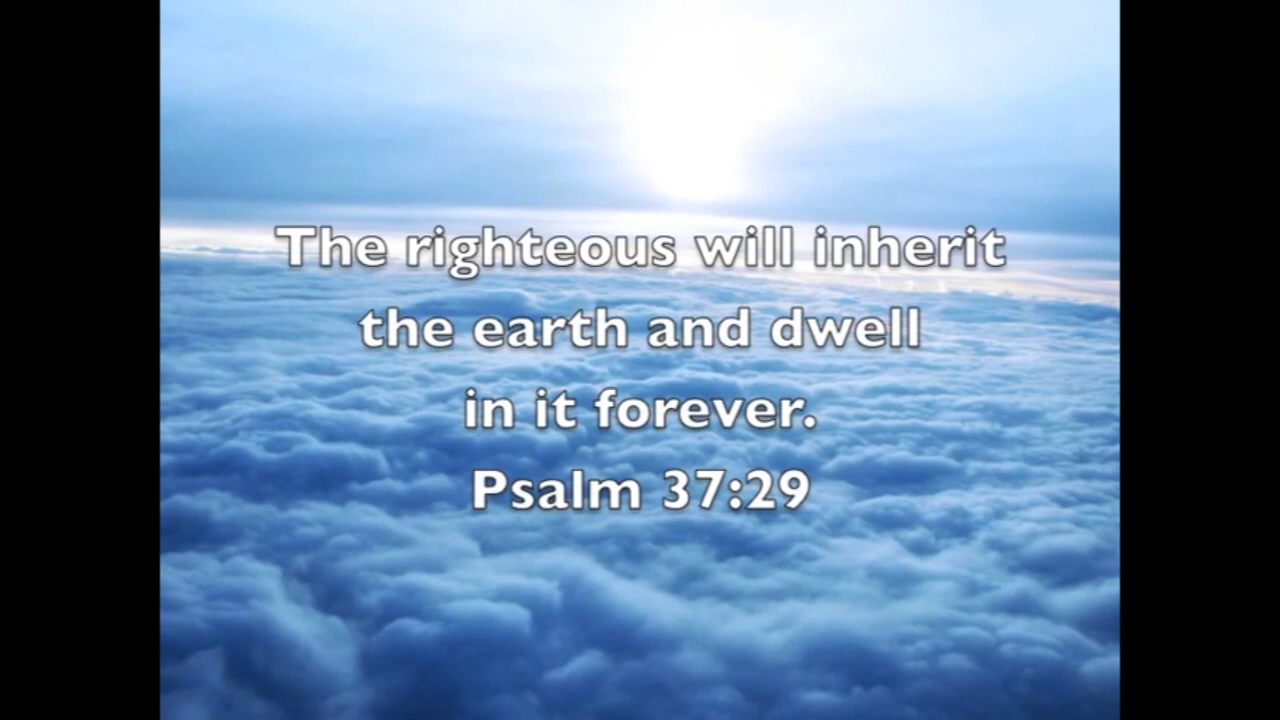 The righteous will inherit
the earth and dwell
in it forever.
Psalm 37:29